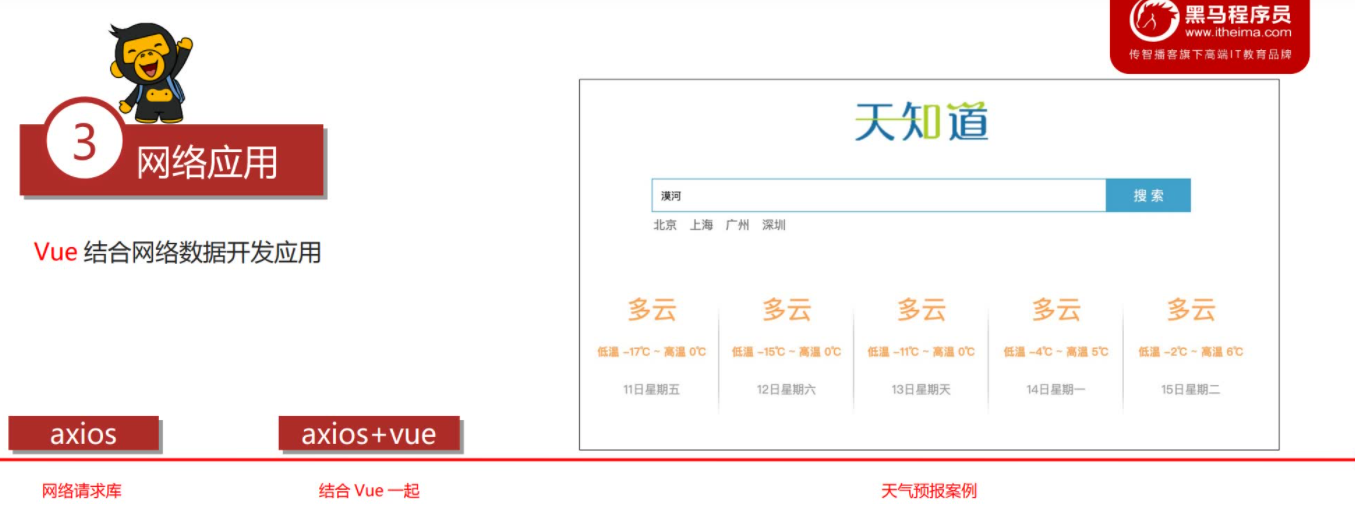 黑马程序员
www.itheima.com
传智播客旗下高端IT教育品牌
3
网络应用
Vue 结合网络数据开发应用
天知道
漠河
搜索
北京 上海 广州 深圳
多云 多云 多云 多云 多云
低温 -17℃ ~ 高温 0℃ 低温 -15℃ ~ 高温 0℃ 低温 -11℃ ~ 高温 0℃ 低温 -4℃ ~ 高温 5℃ 低温 -2℃ ~ 高温 6℃
11日星期五 12日星期六 13日星期天 14日星期一 15日星期二
axios axios+vue
网络请求库 结合 Vue 一起 天气预报案例